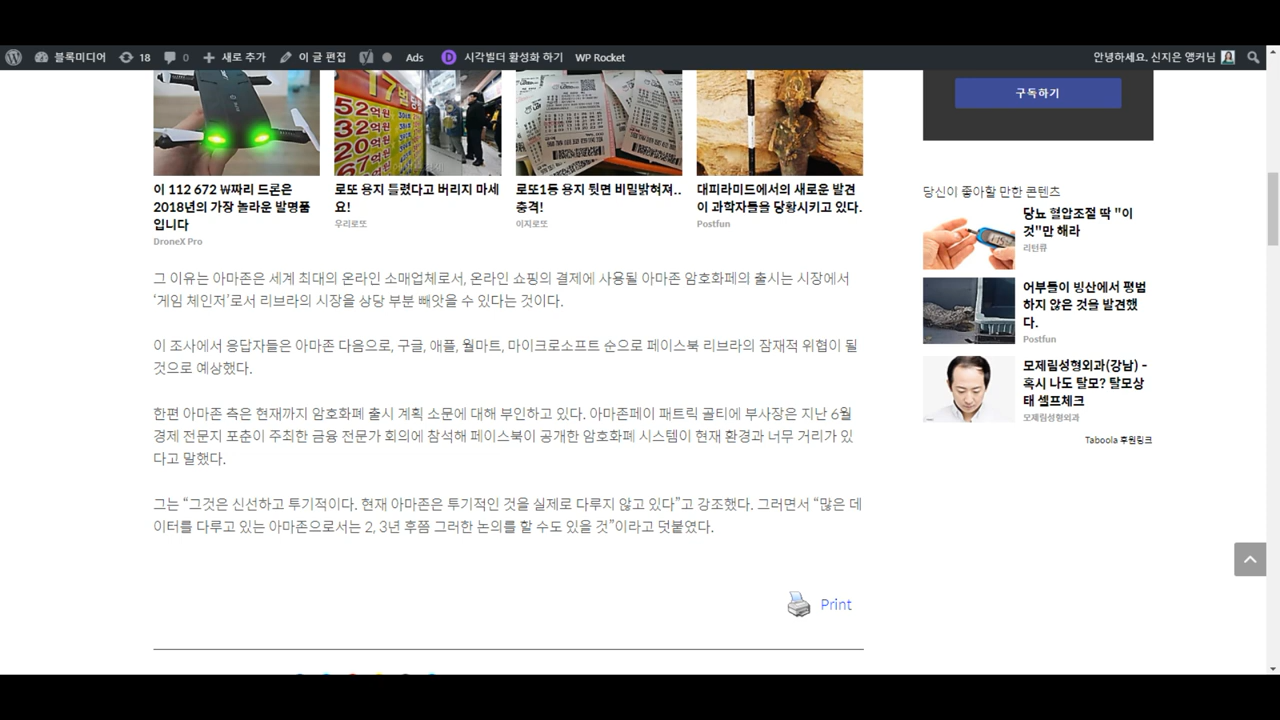 블록미디어 18 0 새로 추가 이 글 편집 Ads D 시각빌더 활성화 하기 WP Rocket 안녕하세요, 신지은 앵커님
17번
52억원
32억원
20억원
이 112 672 ₩짜리 드론은
2018년의 가장 놀라운 발명품
입니다
DroneX Pro
로또 용지 틀렸다고 버리지 마세
요!
우리로또
로또1등 용지 뒷면 비밀밝혀져..
충격!
이지로또
대피라미드에서의 새로운 발견
이 과학자들을 당황시키고 있다.
Postfun
그 이유는 아마존은 세계 최대의 온라인 소매업체로서, 온라인 쇼핑의 결제에 사용될 아마존 암호화폐의 출시는 시장에서
‘게임 체인저’로서 리브라의 시장을 상당 부분 빼앗을 수 있다는 것이다.
이 조사에서 응답자들은 아마존 다음으로, 구글, 애플, 월마트, 마이크로소프트 순으로 페이스북 리브라의 잠재적 위협이 될
것으로 예상했다.
한편 아마존 측은 현재까지 암호화폐 출시 계획 소문에 대해 부인하고 있다. 아마존페이 패트릭 골티에 부사장은 지난 6월
경제 전문지 포춘이 주최한 금융 전문가 회의에 참석해 페이스북이 공개한 암호화폐 시스템이 현재 환경과 너무 거리가 있
다고 말했다.
그는 “그것은 신선하고 투기적이다. 현재 아마존은 투기적인 것을 실제로 다루지 않고 있다”고 강조했다. 그러면서 “많은 데
이터를 다루고 있는 아마존으로서는 2, 3년 후쯤 그러한 논의를 할 수도 있을 것”이라고 덧붙였다.
Print
구독하기
당신이 좋아할 만한 콘텐츠
당뇨 혈압조절 딱 "이
것"만 해라
리턴큐
어부들이 빙산에서 평범
하지 않은 것을 발견했
다.
Postfun
모제림성형외과(강남) -
혹시 나도 탈모? 탈모상
태 셀프체크
모제림성형외과
Taboola 후원링크